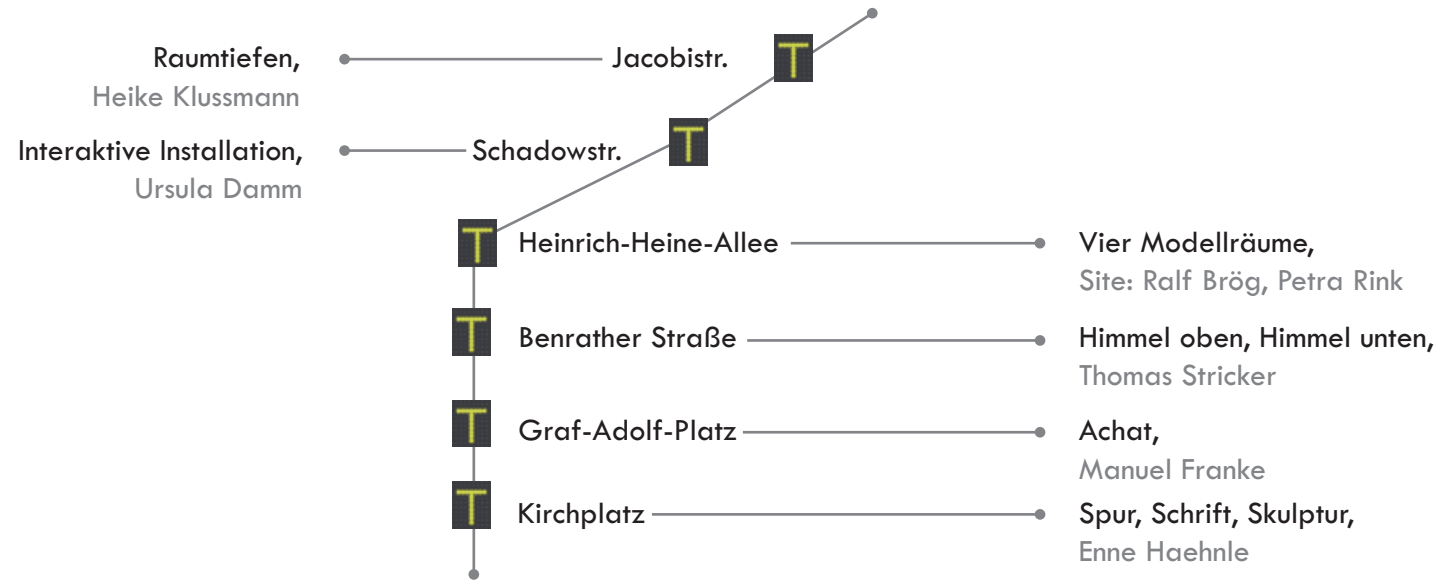 Raumtiefen,
Heike Klussmann
Jacobistr.
T
Interaktive Installation,
Ursula Damm
Schadowstr.
T
T
Heinrich-Heine-Allee
Vier Modellräume,
Site: Ralf Brög, Petra Rink
T
Benrather Straße
Himmel oben, Himmel unten,
Thomas Stricker
T
Graf-Adolf-Platz
Achat,
Manuel Franke
T
Kirchplatz
Spur, Schrift, Skulptur,
Enne Haehnle